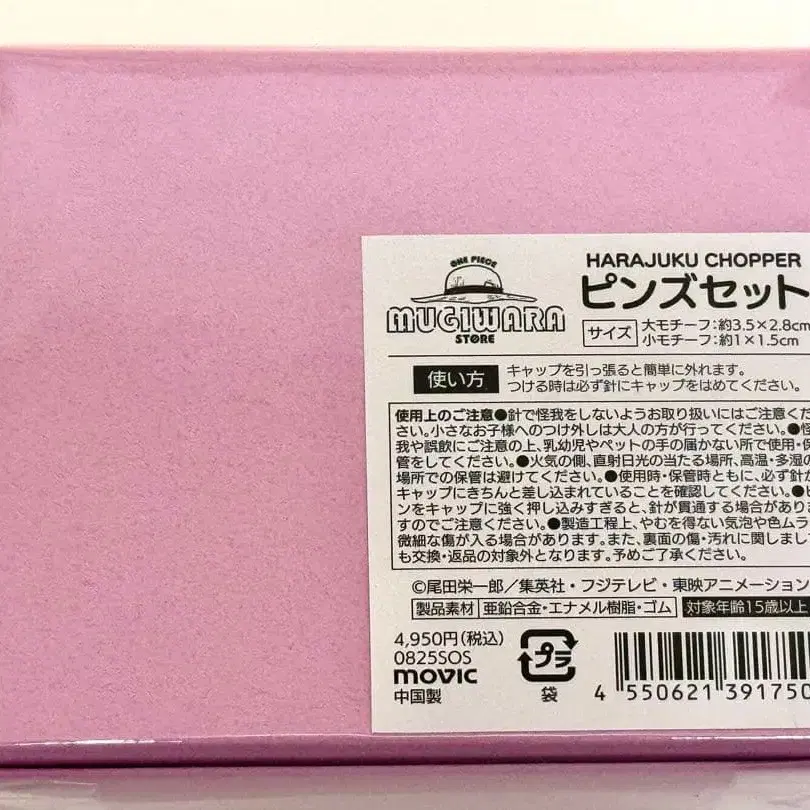 ONE PIECE
MUGIWARA
STORE
HARAJUKU CHOPPER
ピンズセット
サイズ 大モチーフ:約3.5×2.8cm
小モチーフ:約1×1.5cm
使い方 キャップを引っ張ると簡単に外れます。
つける時は必ず針にキャップをはめてください。
使用上のご注意●針で怪我をしないようお取り扱いにはご注意くだ
さい。小さなお子様へのつけ外しは大人の方が行ってください。●怪
我や誤飲にご注意の上、乳幼児やペットの手の届かない所で使用・保
管をしてください。●火気の側、直射日光の当たる場所、高温・多湿の
場所での保管は避けてください。●使用時・保管時ともに、必ず針が
キャップにきちんと差し込まれていることを確認してください。●ピ
ンをキャップに強く押し込みすぎると、針が貫通する場合がありま
すのでご注意ください。●製造工程上、やむを得ない気泡や色ムラ
微細な傷が入る場合があります。また、裏面の傷・汚れに関しまして
も交換・返品の対象外となります。予めご了承ください。
©尾田栄一郎/集英社・フジテレビ・東映アニメーション
製品素材 亜鉛合金・エナメル樹脂・ゴム 対象年齢15歳以上
4,950円(税込)
0825SOS
movic
中国製
プラ
袋
4 550621 391750